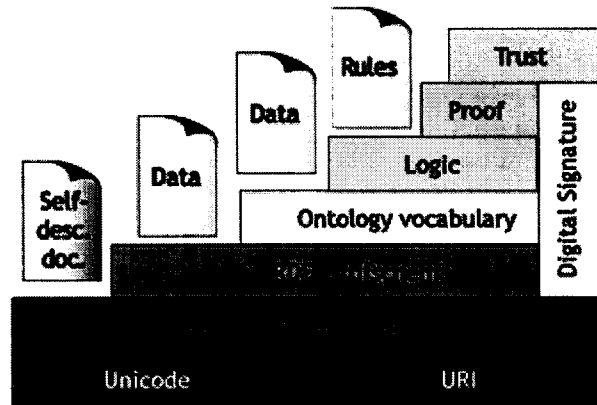 Trust
Rules
Proof
Data
Logic
Data
Ontology vocabulary
Self-
desc.
doc.
Digital Signature
Unicode
URI